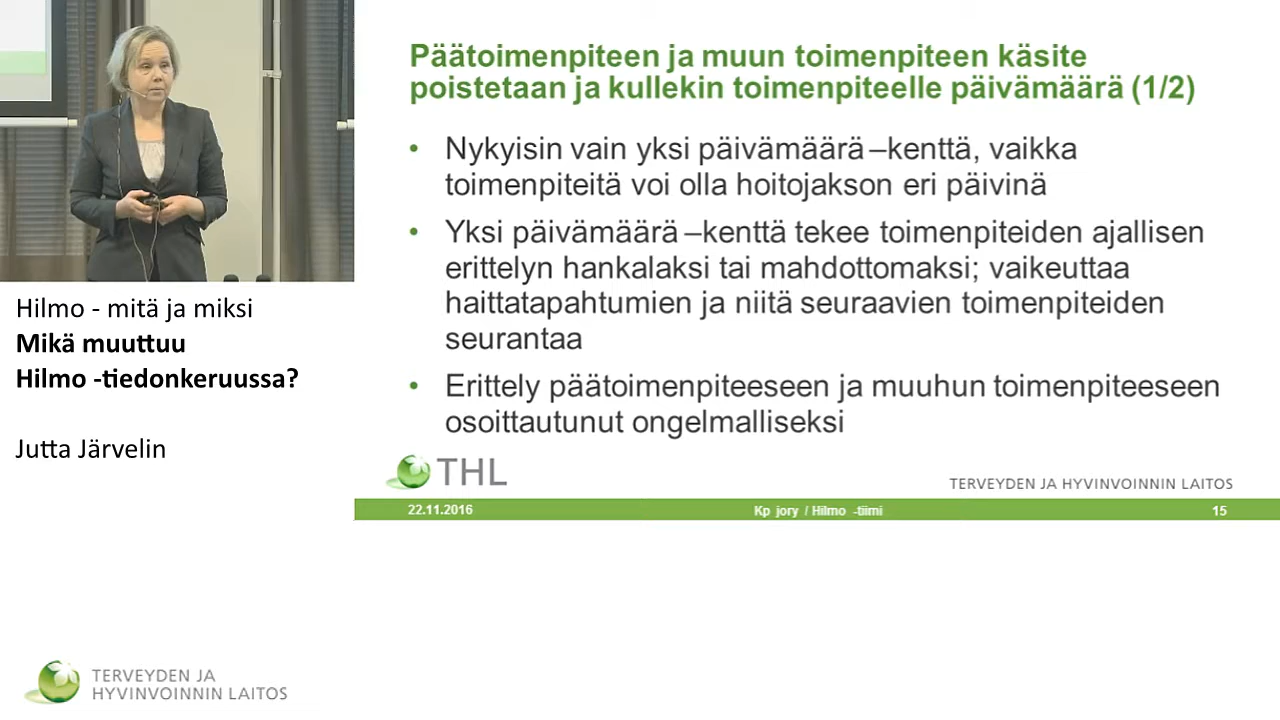 Päätoimenpiteen ja muun toimenpiteen käsite
poistetaan ja kullekin toimenpiteelle päivämäärä (1/2)
• Nykyisin vain yksi päivämäärä –kenttä, vaikka
toimenpiteitä voi olla hoitojakson eri päivinä
• Yksi päivämäärä –kenttä tekee toimenpiteiden ajallisen
erittelyn hankalaksi tai mahdottomaksi; vaikeuttaa
haittatapahtumien ja niitä seuraavien toimenpiteiden
seurantaa
• Erittely päätoimenpiteeseen ja muuhun toimenpiteeseen
osoittautunut ongelmalliseksi
THL
TERVEYDEN JA HYVINVOINNIN LAITOS
22.11.2016 Kp jory / Hilmo -tiimi 15
Hilmo - mitä ja miksi
Mikä muuttuu
Hilmo -tiedonkeruussa?
Jutta Järvelin
TERVEYDEN JA
HYVINVOINNIN LAITOS